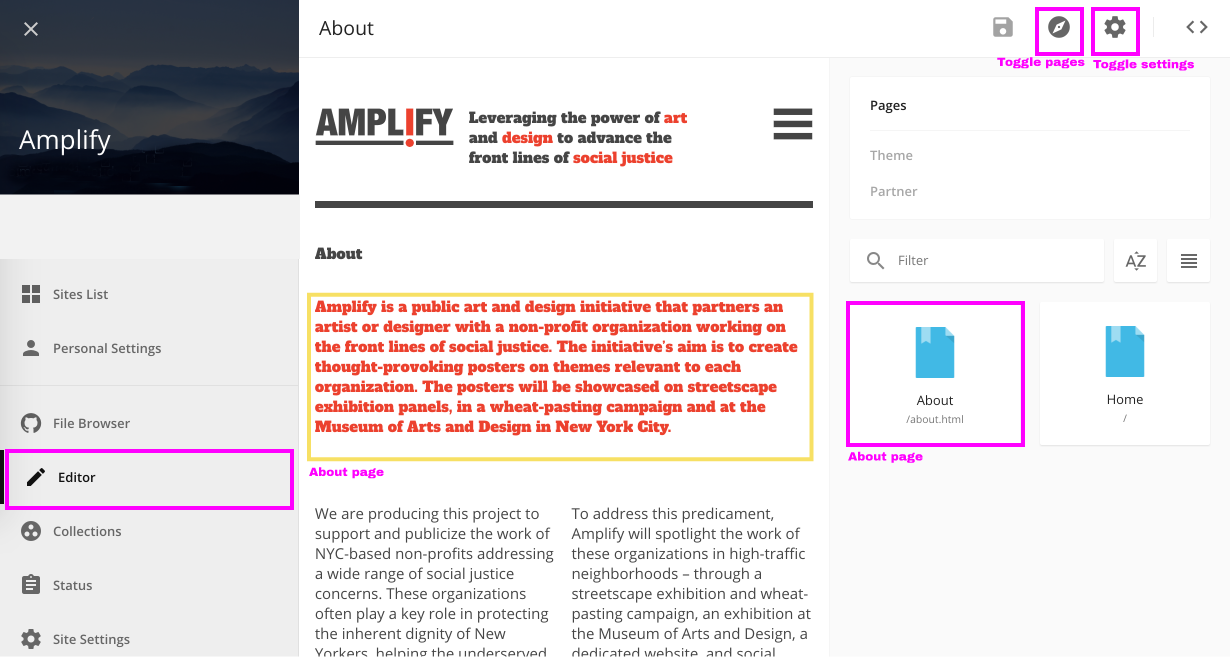 Amplify
Sites List
Personal Settings
File Browser
Editor
Collections
Status
Site Settings
About
Toggle pages
Toggle settings
AMPL!FY
Leveraging the power of art
and design to advance the
front lines of social justice
About
Amplify is a public art and design initiative that partners an
artist or designer with a non-profit organization working on
the front lines of social justice. The initiative's aim is to create
thought-provoking posters on themes relevant to each
organization. The posters will be showcased on streetscape
exhibition panels, in a wheat-pasting campaign and at the
Museum of Arts and Design in New York City.
About page
We are producing this project to
support and publicize the work of
NYC-based non-profits addressing
a wide range of social justice
concerns. These organizations
often play a key role in protecting
the inherent dignity of New
Yorkers, helping the underserved
To address this predicament,
Amplify will spotlight the work of
these organizations in high-traffic
neighborhoods – through a
streetscape exhibition and wheat-
pasting campaign, an exhibition at
the Museum of Arts and Design, a
dedicated website, and social
Pages
Theme
Partner
Filter
AZ
About
/about.html
About page
Home
/